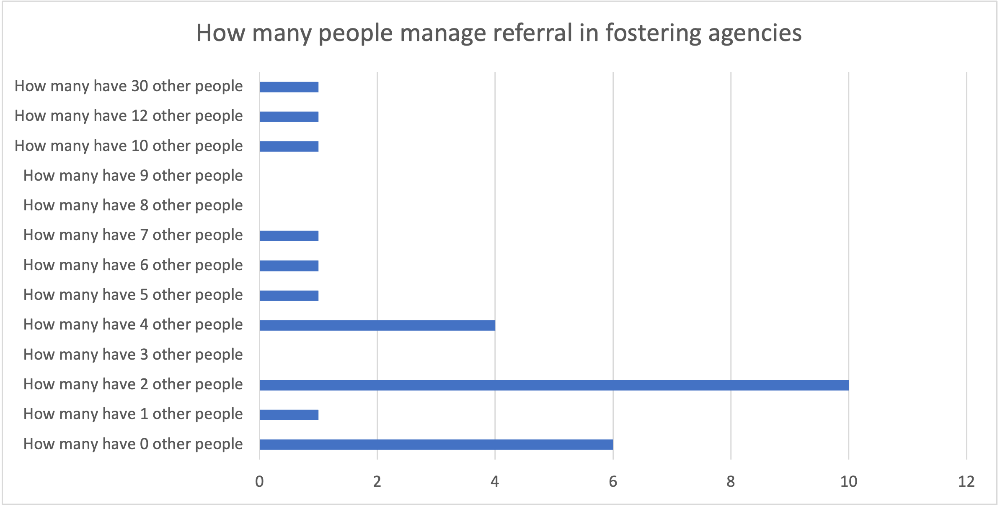 How many people manage referral in fostering agencies
How many have 30 other people
How many have 12 other people
How many have 10 other people
How many have 9 other people
How many have 8 other people
How many have 7 other people
How many have 6 other people
How many have 5 other people
How many have 4 other people
How many have 3 other people
How many have 2 other people
How many have 1 other people
How many have 0 other people
0 2 4 6 8 10 12